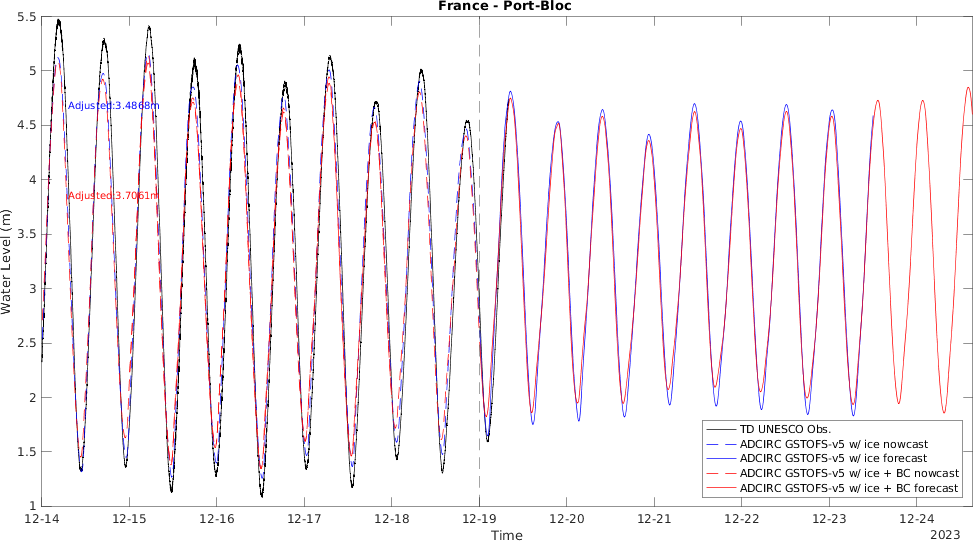 France - Port-Bloc
5.5
5
4.5
4
3.5
3
2.5
2
1.5
1
Water Level (m)
Adjusted:3.4868m
Adjusted:3.7061m
TD UNESCO Obs.
ADCIRC GSTOFS-v5 w/ ice nowcast
ADCIRC GSTOFS-v5 w/ ice forecast
ADCIRC GSTOFS-v5 w/ ice + BC nowcast
ADCIRC GSTOFS-v5 w/ ice + BC forecast
12-14 12-15 12-16 12-17 12-18 12-19 12-20 12-21 12-22 12-23 12-24
Time
2023